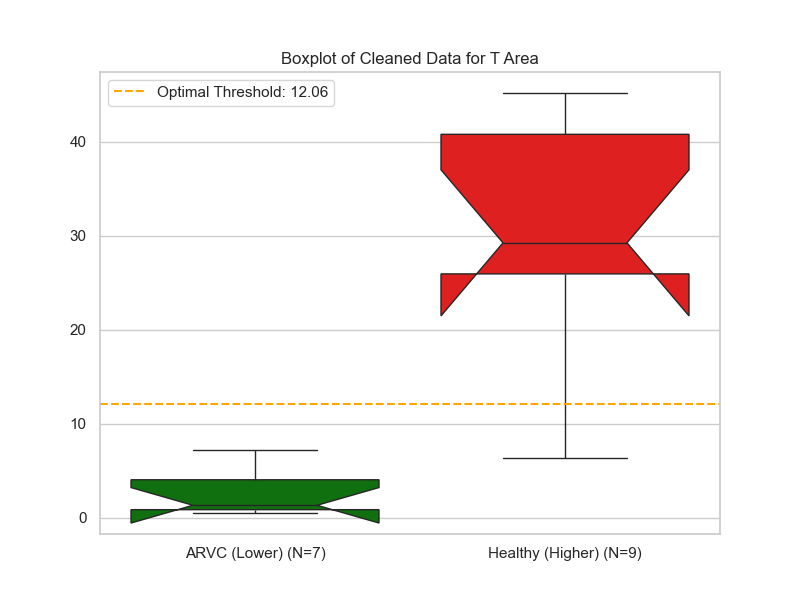 Boxplot of Cleaned Data for T Area
Optimal Threshold: 12.06
40
30
20
10
0
ARVC (Lower) (N=7)
Healthy (Higher) (N=9)